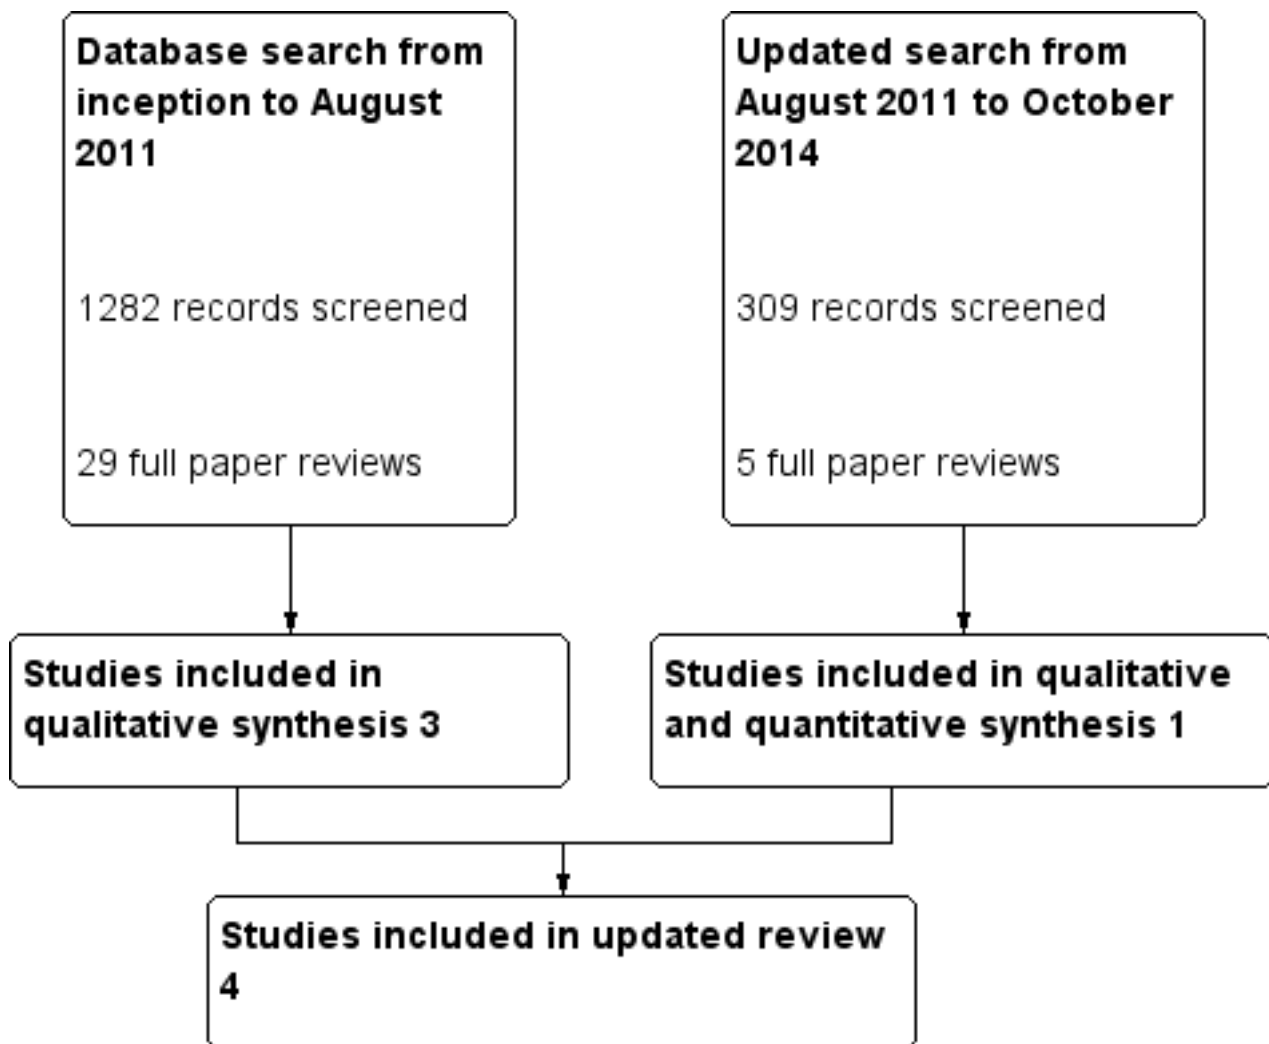 Database search from
inception to August
2011
1282 records screened
29 full paper reviews
Updated search from
August 2011 to October
2014
309 records screened
5 full paper reviews
Studies included in
qualitative synthesis 3
Studies included in qualitative
and quantitative synthesis 1
Studies included in updated review
4